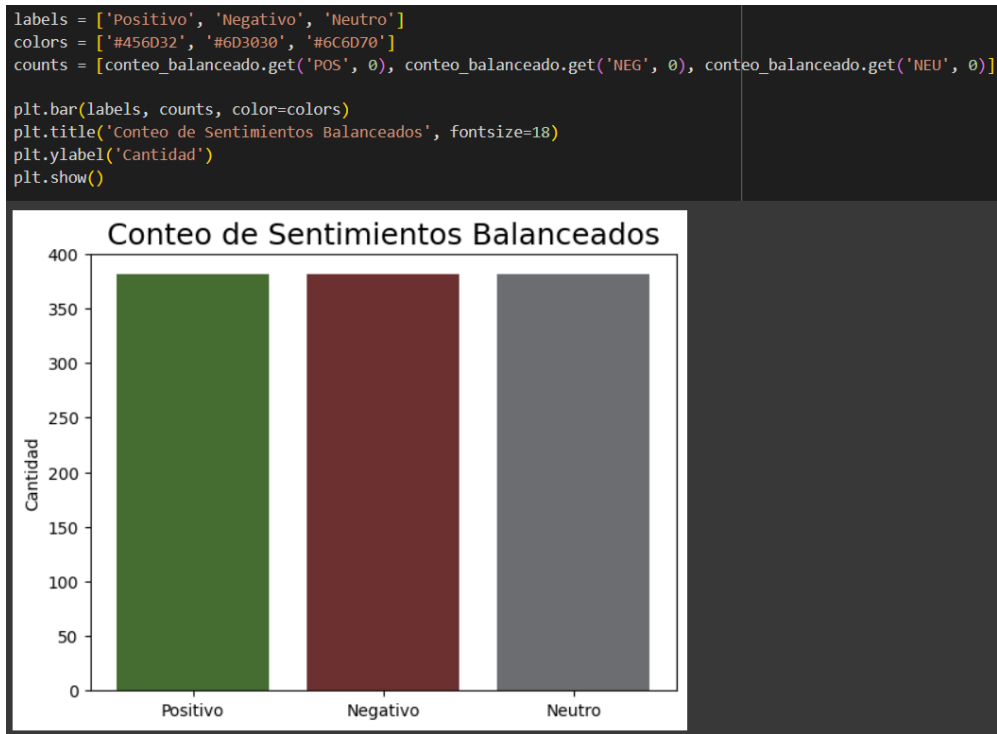 labels = ['Positivo', 'Negativo', 'Neutro']
colors = ['#456D32', '#6D3030', '#6C6D70']
counts = [conteo_balanceado.get('POS', 0), conteo_balanceado.get('NEG', 0), conteo_balanceado.get('NEU', 0)]
plt.bar(labels, counts, color=colors)
plt.title('Conteo de Sentimientos Balanceados', fontsize=18)
plt.ylabel('Cantidad')
plt.show()
Conteo de Sentimientos Balanceados
400
350
300
250
200
150
100
50
0
Cantidad
Positivo Negativo Neutro